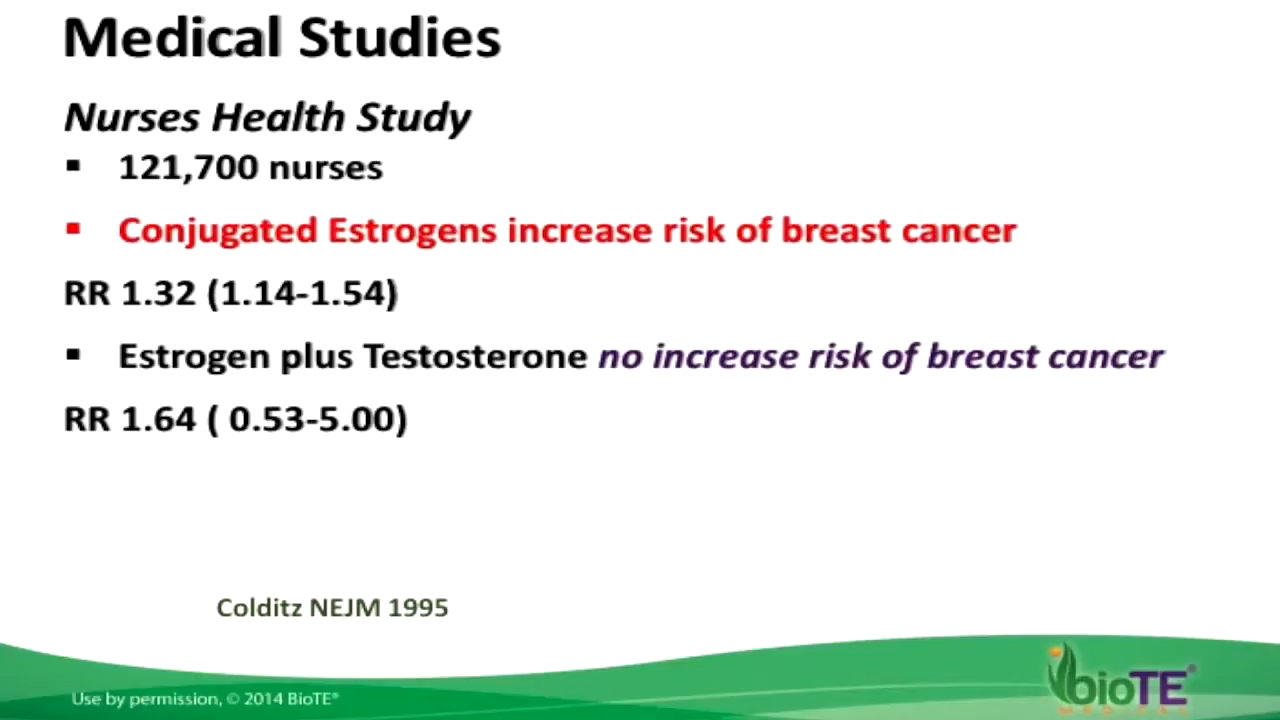 Medical Studies
Nurses Health Study
▪ 121,700 nurses
▪ Conjugated Estrogens increase risk of breast cancer
RR 1.32 (1.14-1.54)
▪ Estrogen plus Testosterone no increase risk of breast cancer
RR 1.64 ( 0.53-5.00)
Colditz NEJM 1995
Use by permission, © 2014 BioTE®
bioTE®
MEDICAL